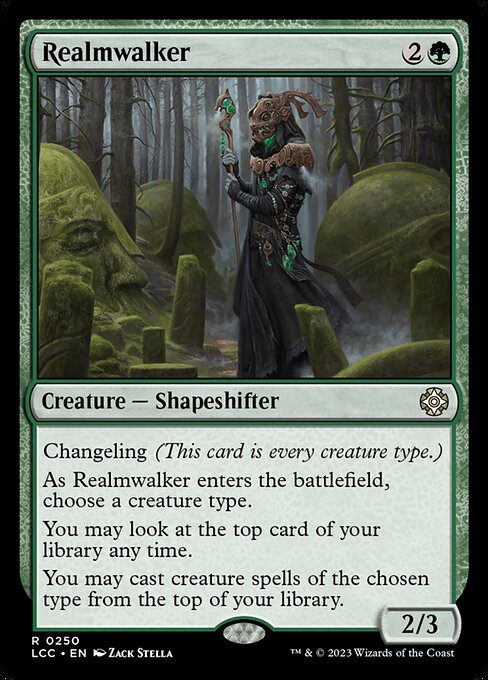 Realmwalker 2
Creature — Shapeshifter
Changeling (This card is every creature type.)
As Realmwalker enters the battlefield,
choose a creature type.
You may look at the top card of your
library any time.
You may cast creature spells of the chosen
type from the top of your library.
2/3
R 0250
LCC • EN Zack Stella
™ & © 2023 Wizards of the Coast